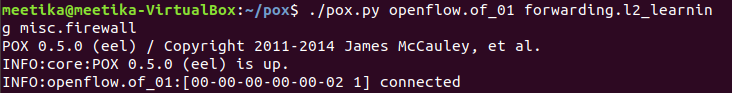 meetika@meetika-VirtualBox:~/pox$ ./pox.py openflow.of_01 forwarding.l2_learnin
g misc.firewall
POX 0.5.0 (eel) / Copyright 2011-2014 James McCauley, et al.
INFO:core:POX 0.5.0 (eel) is up.
INFO:openflow.of_01:[00-00-00-00-00-02 1] connected